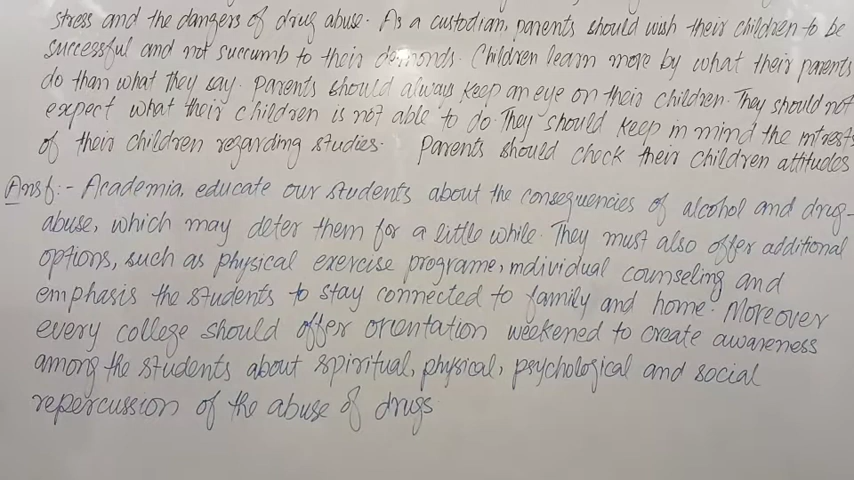 stress and the dangers of drug abuse. As a custodian, parents should wish their children to be
successful and not succumb to their demonds. Children learn more by what their parents
do than what they say. Parents should always keep an eye on their children. They should not
expect what their children is not able to do. They should keep in mind the intrests
of their children regarding studies. Parents should check their children attitudes
Ans f:- Academia, educate our students about the consequencies of alcohol and drug-
abuse, which may deter them for a little while. They must also offer additional
options, such as physical exercise programe, individual counseling and
emphasis the students to stay connected to family and home. Moreover
every college should offer orientation weekened to create awareness
among the students about spiritual, physical, psychological and social
repercussion of the abuse of drugs